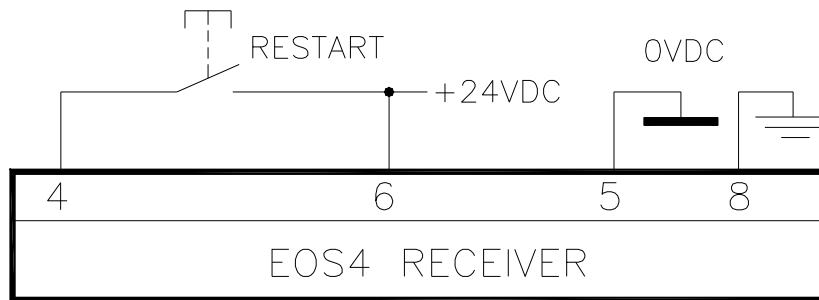 RESTART
0VDC
+24VDC
4 6 5 8
EOS4 RECEIVER